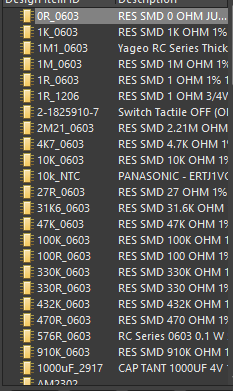 Design Item ID Description
0R_0603 RES SMD 0 OHM JU...
1K_0603 RES SMD 1K OHM 1%
1M1_0603 Yageo RC Series Thick
1M_0603 RES SMD 1M OHM 1%
1R_0603 RES SMD 1 OHM 1% 1
1R_1206 RES SMD 1 OHM 3/4W
2-1825910-7 Switch Tactile OFF (O
2M21_0603 RES SMD 2.21M OHM
4K7_0603 RES SMD 4.7K OHM 1
10K_0603 RES SMD 10K OHM 1%
10k_NTC PANASONIC - ERTJ1VG
27R_0603 RES SMD 27 OHM 1%
31K6_0603 RES SMD 31.6K OHM
47K_0603 RES SMD 47K OHM 1%
100K_0603 RES SMD 100K OHM 1
100R_0603 RES SMD 100 OHM 1%
330K_0603 RES SMD 330K OHM 1
330R_0603 RES SMD 330 OHM 1%
432K_0603 RES SMD 432K OHM 1
470R_0603 RES SMD 470 OHM 1%
576R_0603 RC Series 0603 0.1 W
910K_0603 RES SMD 910K OHM 1
1000uF_2917 CAP TANT 1000UF 4V
AM2302